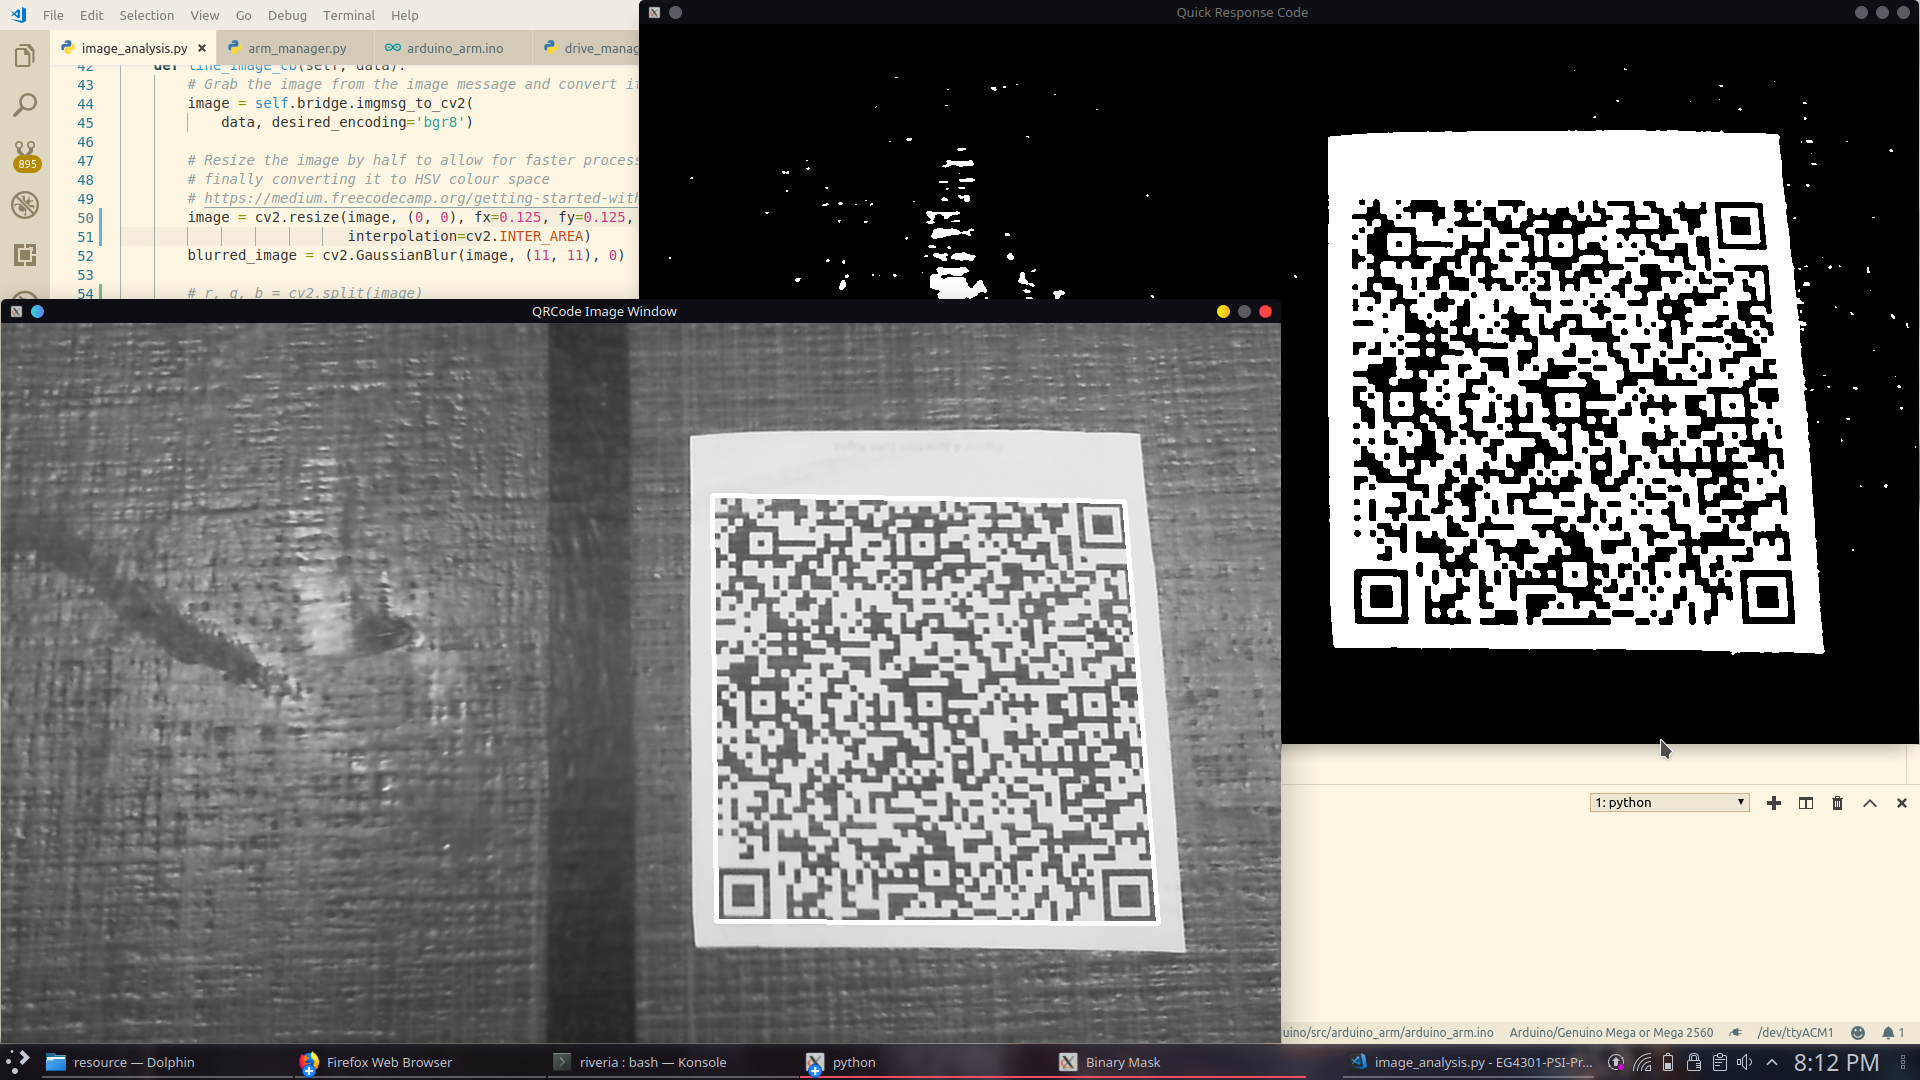 File Edit Selection View Go Debug Terminal Help
Quick Response Code
image_analysis.py
arm_manager.py
arduino_arm.ino
drive_manag
42 def line_image_cb(self, data):
43 # Grab the image from the image message and convert it
44 image = self.bridge.imgmsg_to_cv2(
45 data, desired_encoding='bgr8')
46
47 # Resize the image by half to allow for faster proces
48 # finally converting it to HSV colour space
49 # https://medium.freecodecamp.org/getting-started-wit
50 image = cv2.resize(image, (0, 0), fx=0.125, fy=0.125,
51 interpolation=cv2.INTER_AREA)
52 blurred_image = cv2.GaussianBlur(image, (11, 11), 0)
53
54 # r, g, b = cv2.split(image)
895
QRCode Image Window
1: python
uino/src/arduino_arm/arduino_arm.ino
Arduino/Genuino Mega or Mega 2560
/dev/ttyACM1
1
resource — Dolphin
Firefox Web Browser
riveria : bash — Konsole
python
Binary Mask
image_analysis.py - EG4301-PSI-Pr...
8:12 PM